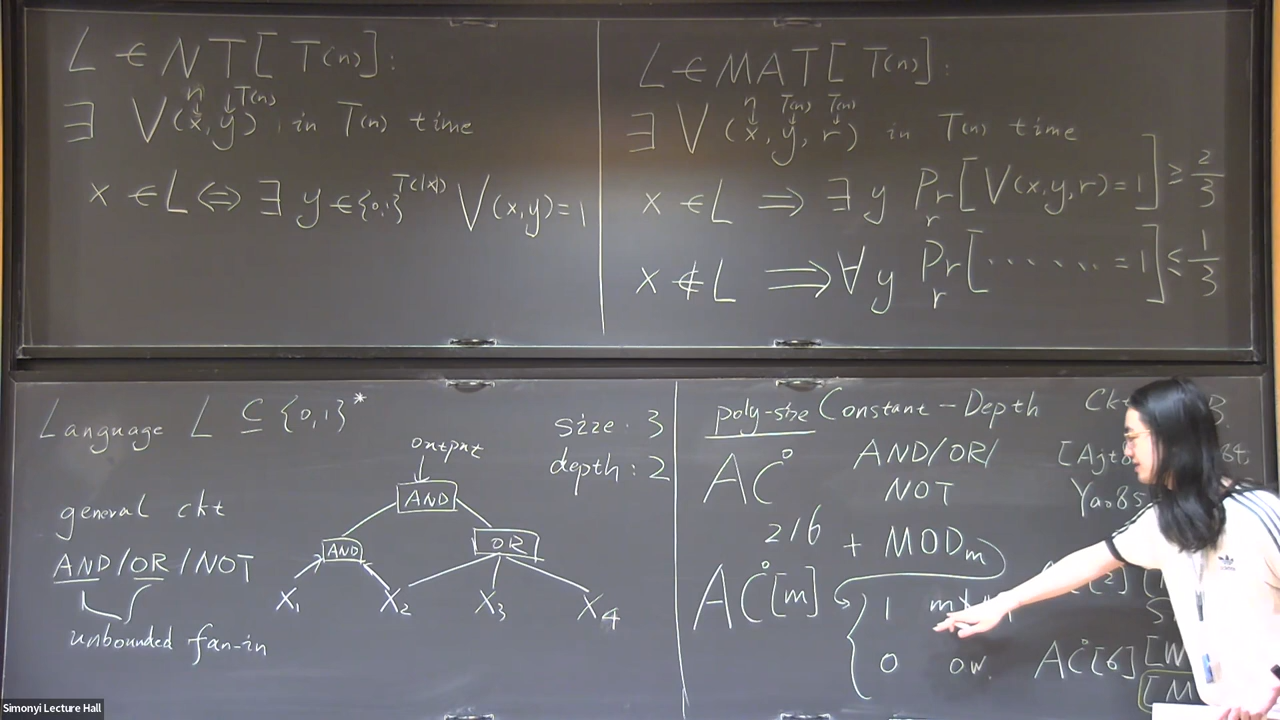 L ∈ NT[T(n)]:
n T(n)
∃ V(x, y), in T(n) time
x ∈ L ⇔ ∃ y ∈ {0,1}^T(|x|) V(x,y)=1
L ∈ MAT[T(n)]:
n T(n) T(n)
∃ V(x, y, r) in T(n) time
x ∈ L ⇒ ∃ y Pr_r[V(x,y,r)=1] ≥ 2/3
x ∉ L ⇒ ∀ y Pr_r[.......=1] ≤ 1/3
Language L ⊆ {0,1}*
size: 3
depth: 2
output
AND
AND OR
X1 X2 X3 X4
general ckt
AND/OR/NOT
unbounded fan-in
poly-size Constant-Depth
AC⁰ AND/OR/
NOT
2/6 + MODm
AC⁰[m]
1
0 ow.
AC⁰[6]
Simonyi Lecture Hall